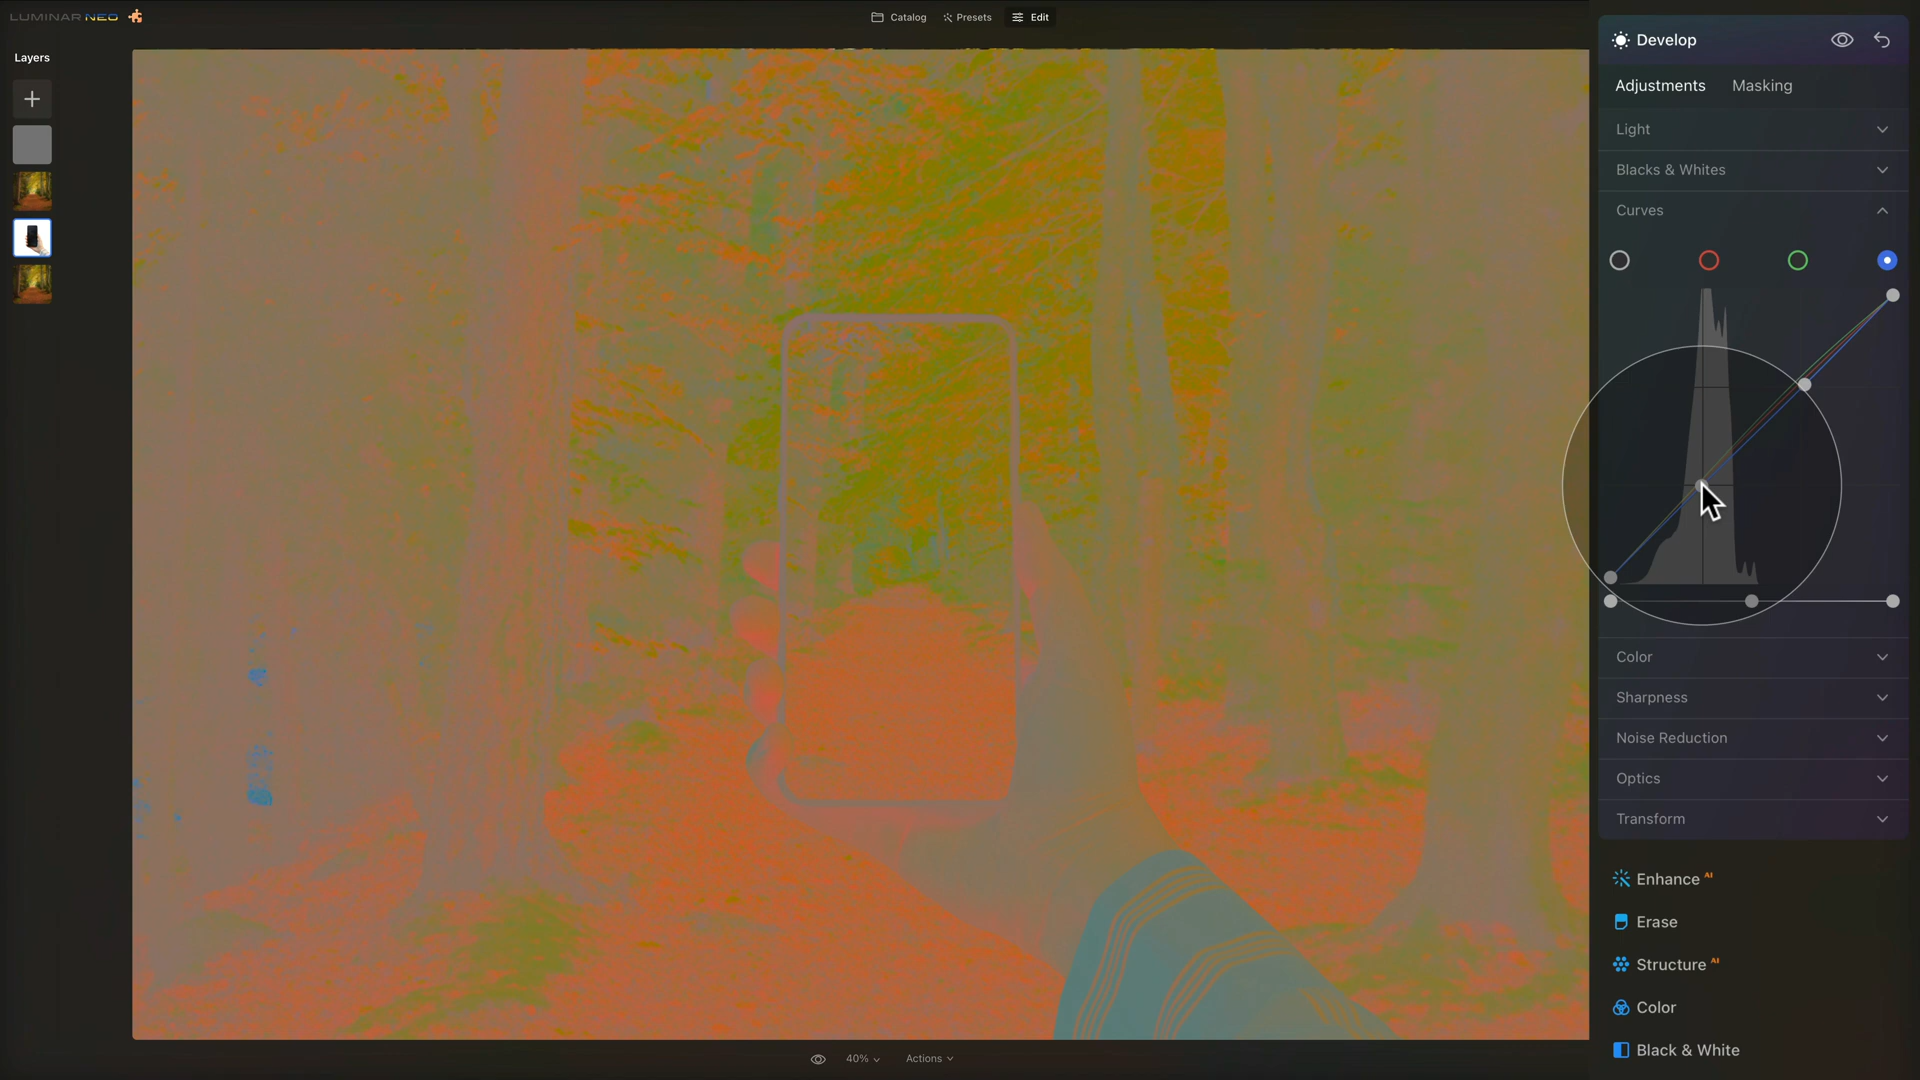 LUMINAR NEO
Catalog
Presets
Edit
Layers
Develop
Adjustments
Masking
Light
Blacks & Whites
Curves
Color
Sharpness
Noise Reduction
Optics
Transform
Enhance AI
Erase
Structure AI
Color
Black & White
40%
Actions